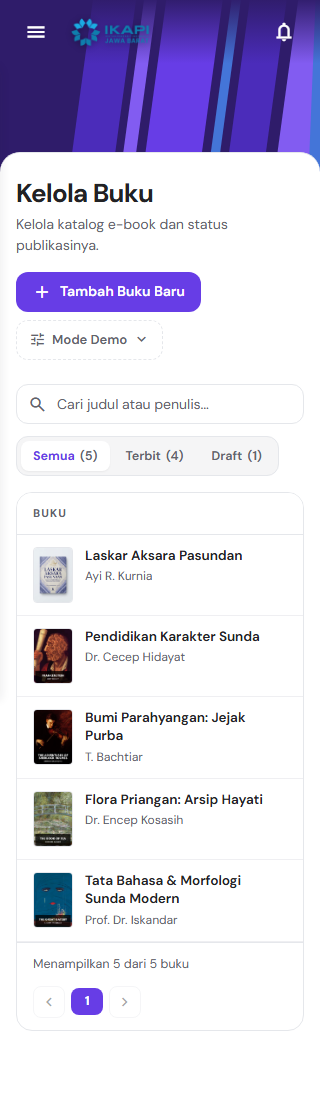 IKAPI
JAWA BARAT
Kelola Buku
Kelola katalog e-book dan status
publikasinya.
Tambah Buku Baru
Mode Demo
Cari judul atau penulis...
Semua (5) Terbit (4) Draft (1)
BUKU
LASKAR
AKSARA
PASUNDAN
Laskar Aksara Pasundan
Ayi R. Kurnia
Pendidikan Karakter Sunda
Dr. Cecep Hidayat
Bumi Parahyangan: Jejak
Purba
T. Bachtiar
Flora Priangan: Arsip Hayati
Dr. Encep Kosasih
Tata Bahasa & Morfologi
Sunda Modern
Prof. Dr. Iskandar
Menampilkan 5 dari 5 buku
1